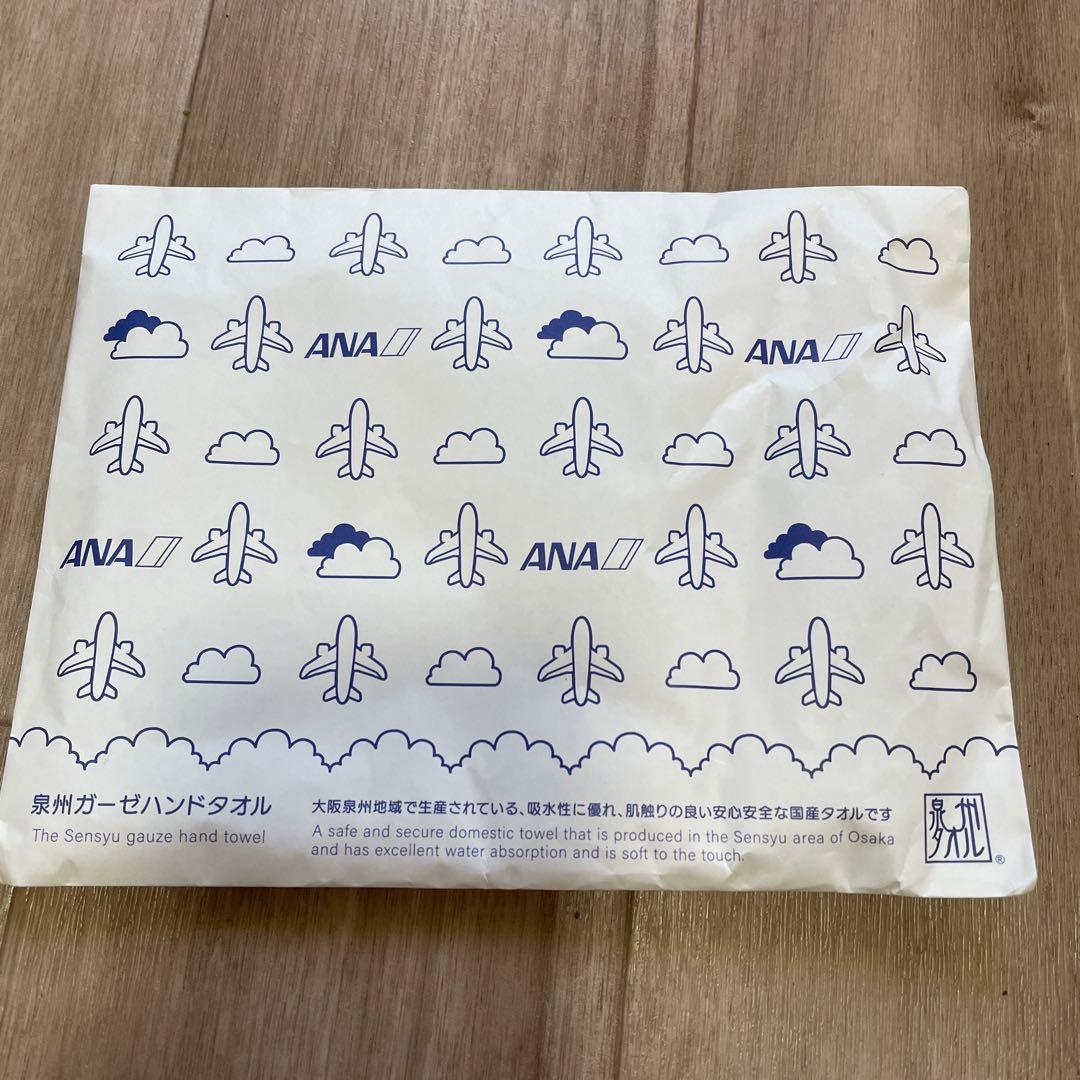 ANA ANA
ANA ANA
泉州ガーゼハンドタオル
The Sensyu gauze hand towel
大阪泉州地域で生産されている、吸水性に優れ、肌触りの良い安心安全な国産タオルです
A safe and secure domestic towel that is produced in the Sensyu area of Osaka
and has excellent water absorption and is soft to the touch.
泉州タオル
®